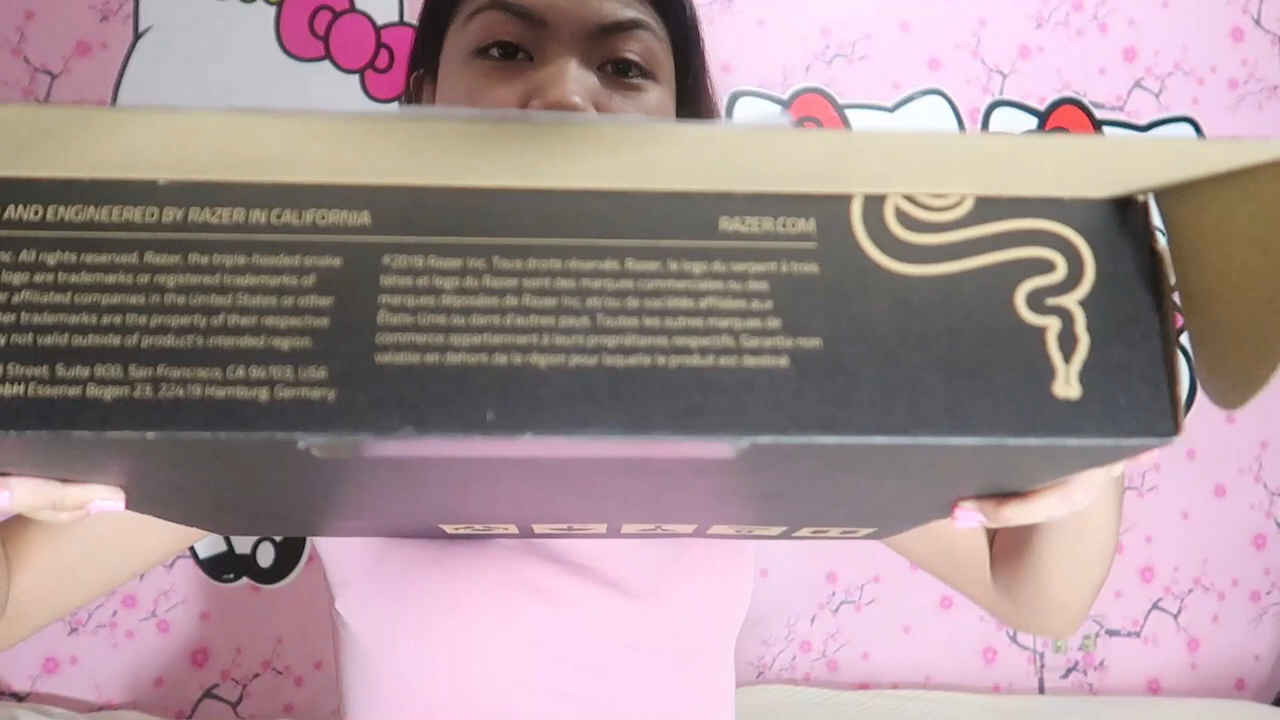 AND ENGINEERED BY RAZER IN CALIFORNIA
RAZER.COM
nc. All rights reserved. Razer, the triple-headed snake
logo are trademarks or registered trademarks of
affiliated companies in the United States or other
er trademarks are the property of their respective
y not valid outside of product's intended region.
Street, Suite 900, San Francisco, CA 94103, USA
bH Essener Bogen 23, 22419 Hamburg, Germany
©2019 Razer Inc. Tous droits réservés. Razer, le logo du serpent à trois
têtes et logo du Razer sont des marques commerciales ou des
marques déposées de Razer Inc. et/ou de sociétés affiliées aux
États-Unis ou dans d'autres pays. Toutes les autres marques de
commerce appartiennent à leurs propriétaires respectifs. Garantie non
valable en dehors de la région pour laquelle le produit est destiné.